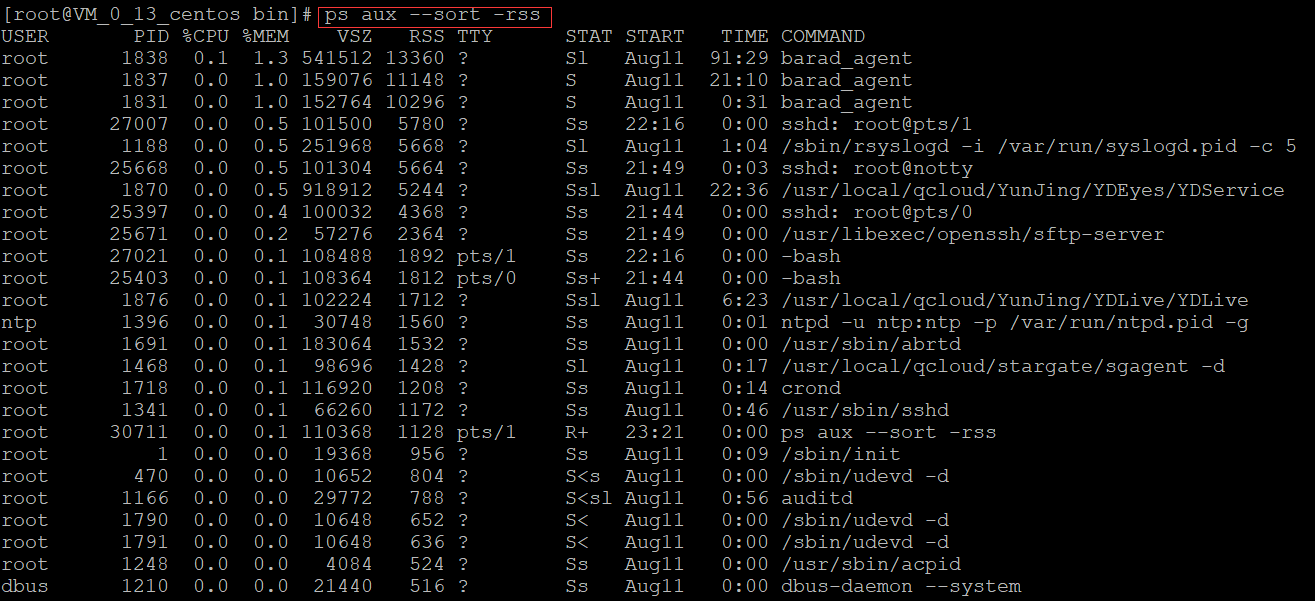 [root@VM_0_13_centos bin]# ps aux --sort -rss
USER       PID %CPU %MEM    VSZ   RSS TTY      STAT START   TIME COMMAND
root      1838  0.1  1.3 541512 13360 ?        Sl   Aug11  91:29 barad_agent
root      1837  0.0  1.0 159076 11148 ?        S    Aug11  21:10 barad_agent
root      1831  0.0  1.0 152764 10296 ?        S    Aug11   0:31 barad_agent
root     27007  0.0  0.5 101500  5780 ?        Ss   22:16   0:00 sshd: root@pts/1
root      1188  0.0  0.5 251968  5668 ?        Sl   Aug11   1:04 /sbin/rsyslogd -i /var/run/syslogd.pid -c 5
root     25668  0.0  0.5 101304  5664 ?        Ss   21:49   0:03 sshd: root@notty
root      1870  0.0  0.5 918912  5244 ?        Ssl  Aug11  22:36 /usr/local/qcloud/YunJing/YDEyes/YDService
root     25397  0.0  0.4 100032  4368 ?        Ss   21:44   0:00 sshd: root@pts/0
root     25671  0.0  0.2  57276  2364 ?        Ss   21:49   0:00 /usr/libexec/openssh/sftp-server
root     27021  0.0  0.1 108488  1892 pts/1    Ss   22:16   0:00 -bash
root     25403  0.0  0.1 108364  1812 pts/0    Ss+  21:44   0:00 -bash
root      1876  0.0  0.1 102224  1712 ?        Ssl  Aug11   6:23 /usr/local/qcloud/YunJing/YDLive/YDLive
ntp       1396  0.0  0.1  30748  1560 ?        Ss   Aug11   0:01 ntpd -u ntp:ntp -p /var/run/ntpd.pid -g
root      1691  0.0  0.1 183064  1532 ?        Ss   Aug11   0:00 /usr/sbin/abrtd
root      1468  0.0  0.1  98696  1428 ?        Sl   Aug11   0:17 /usr/local/qcloud/stargate/sgagent -d
root      1718  0.0  0.1 116920  1208 ?        Ss   Aug11   0:14 crond
root      1341  0.0  0.1  66260  1172 ?        Ss   Aug11   0:46 /usr/sbin/sshd
root     30711  0.0  0.1 110368  1128 pts/1    R+   23:21   0:00 ps aux --sort -rss
root         1  0.0  0.0  19368   956 ?        Ss   Aug11   0:09 /sbin/init
root       470  0.0  0.0  10652   804 ?        S<s  Aug11   0:00 /sbin/udevd -d
root      1166  0.0  0.0  29772   788 ?        S<sl Aug11   0:56 auditd
root      1790  0.0  0.0  10648   652 ?        S<   Aug11   0:00 /sbin/udevd -d
root      1791  0.0  0.0  10648   636 ?        S<   Aug11   0:00 /sbin/udevd -d
root      1248  0.0  0.0   4084   524 ?        Ss   Aug11   0:00 /usr/sbin/acpid
dbus      1210  0.0  0.0  21440   516 ?        Ss   Aug11   0:00 dbus-daemon --system